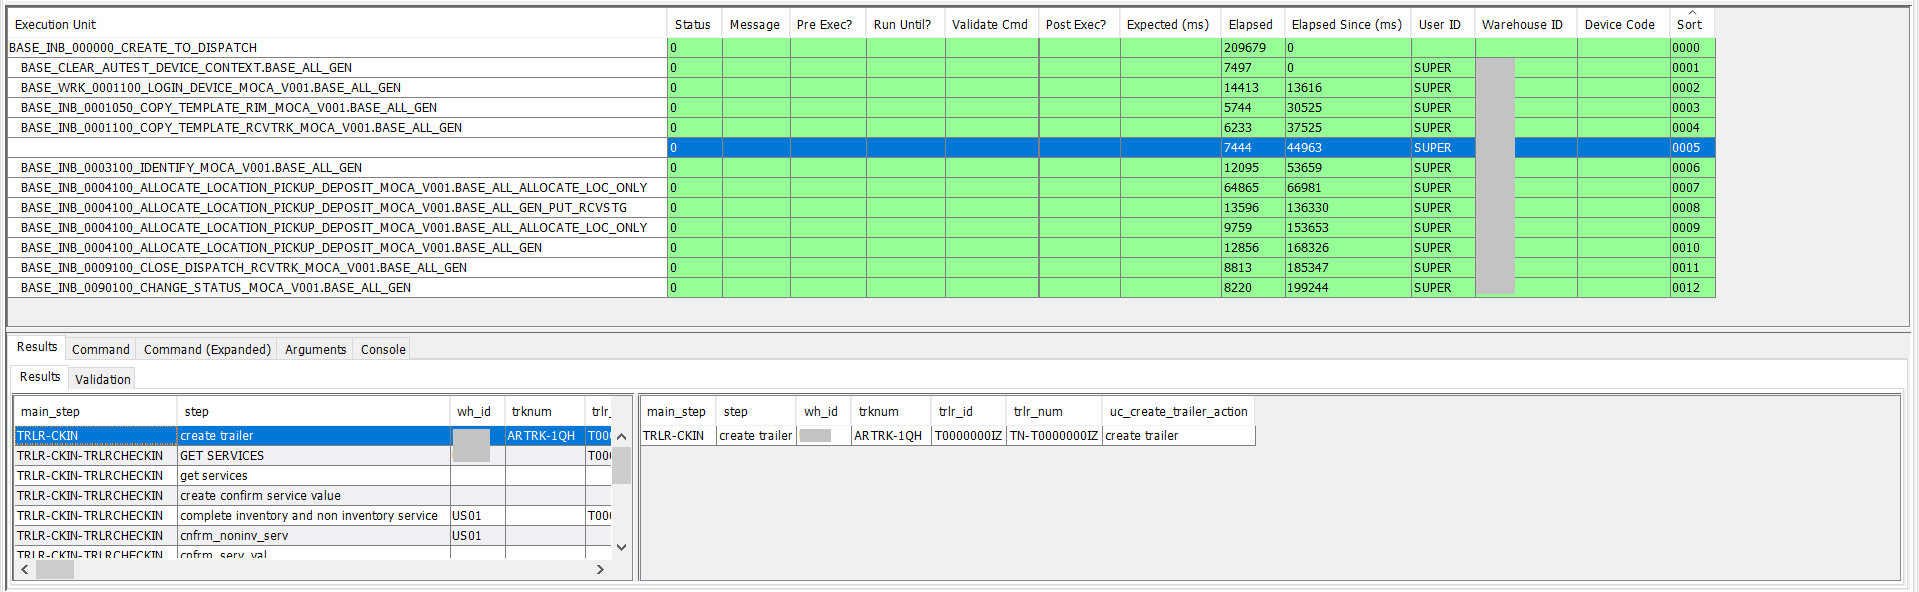 Execution Unit Status Message Pre Exec? Run Until? Validate Cmd Post Exec? Expected (ms) Elapsed Elapsed Since (ms) User ID Warehouse ID Device Code Sort
BASE_INB_000000_CREATE_TO_DISPATCH 0 209679 0 0000
BASE_CLEAR_AUTEST_DEVICE_CONTEXT.BASE_ALL_GEN 0 7497 0 SUPER 0001
BASE_WRK_0001100_LOGIN_DEVICE_MOCA_V001.BASE_ALL_GEN 0 14413 13616 SUPER 0002
BASE_INB_0001050_COPY_TEMPLATE_RIM_MOCA_V001.BASE_ALL_GEN 0 5744 30525 SUPER 0003
BASE_INB_0001100_COPY_TEMPLATE_RCVTRK_MOCA_V001.BASE_ALL_GEN 0 6233 37525 SUPER 0004
0 7444 44963 SUPER 0005
BASE_INB_0003100_IDENTIFY_MOCA_V001.BASE_ALL_GEN 0 12095 53659 SUPER 0006
BASE_INB_0004100_ALLOCATE_LOCATION_PICKUP_DEPOSIT_MOCA_V001.BASE_ALL_ALLOCATE_LOC_ONLY 0 64865 66981 SUPER 0007
BASE_INB_0004100_ALLOCATE_LOCATION_PICKUP_DEPOSIT_MOCA_V001.BASE_ALL_GEN_PUT_RCVSTG 0 13596 136330 SUPER 0008
BASE_INB_0004100_ALLOCATE_LOCATION_PICKUP_DEPOSIT_MOCA_V001.BASE_ALL_ALLOCATE_LOC_ONLY 0 9759 153653 SUPER 0009
BASE_INB_0004100_ALLOCATE_LOCATION_PICKUP_DEPOSIT_MOCA_V001.BASE_ALL_GEN 0 12856 168326 SUPER 0010
BASE_INB_0009100_CLOSE_DISPATCH_RCVTRK_MOCA_V001.BASE_ALL_GEN 0 8813 185347 SUPER 0011
BASE_INB_0090100_CHANGE_STATUS_MOCA_V001.BASE_ALL_GEN 0 8220 199244 SUPER 0012
Results Command Command (Expanded) Arguments Console
Results Validation
main_step step wh_id trknum trlr_
TRLR-CKIN create trailer ARTRK-1QH T000
TRLR-CKIN-TRLRCHECKIN GET SERVICES T000
TRLR-CKIN-TRLRCHECKIN get services
TRLR-CKIN-TRLRCHECKIN create confirm service value
TRLR-CKIN-TRLRCHECKIN complete inventory and non inventory service US01 T000
TRLR-CKIN-TRLRCHECKIN cnfrm_noninv_serv US01
TRLR-CKIN-TRLRCHECKIN cnfrm_serv_val
main_step step wh_id trknum trlr_id trlr_num uc_create_trailer_action
TRLR-CKIN create trailer ARTRK-1QH T0000000IZ TN-T0000000IZ create trailer